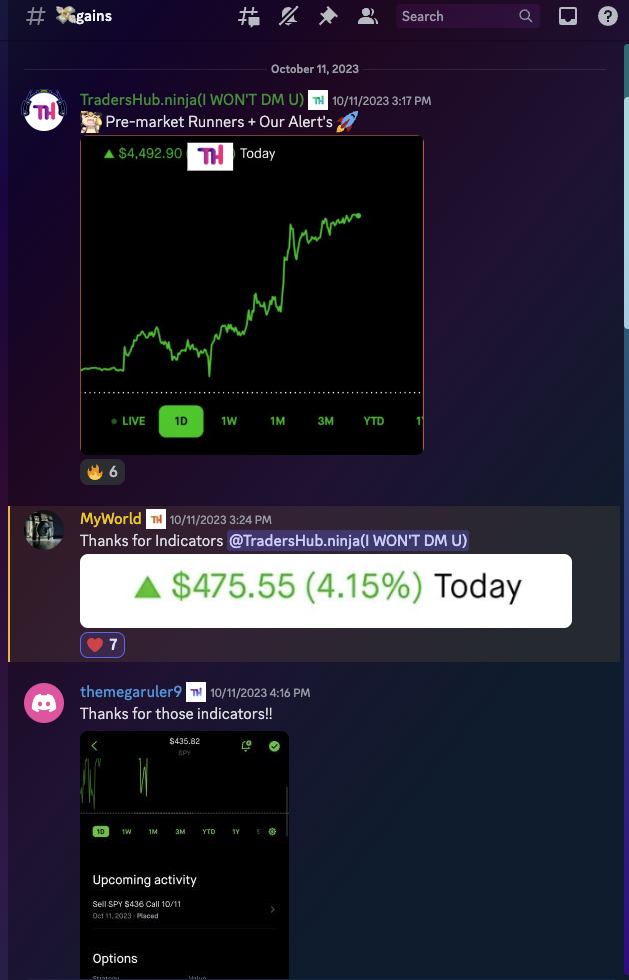 gains
Search
October 11, 2023
TradersHub.ninja(I WON'T DM U) TH 10/11/2023 3:17 PM
Pre-market Runners + Our Alert's
TH
▲ $4,492.90 TH ) Today
LIVE 1D 1W 1M 3M YTD
6
MyWorld TH 10/11/2023 3:24 PM
Thanks for Indicators @TradersHub.ninja(I WON'T DM U)
▲ $475.55 (4.15%) Today
7
themegaruler9 TH 10/11/2023 4:16 PM
Thanks for those indicators!!
$435.82
SPY
1D 1W 1M 3M YTD 1Y 5
Upcoming activity
Sell SPY $436 Call 10/11
Oct 11, 2023 · Placed
Options